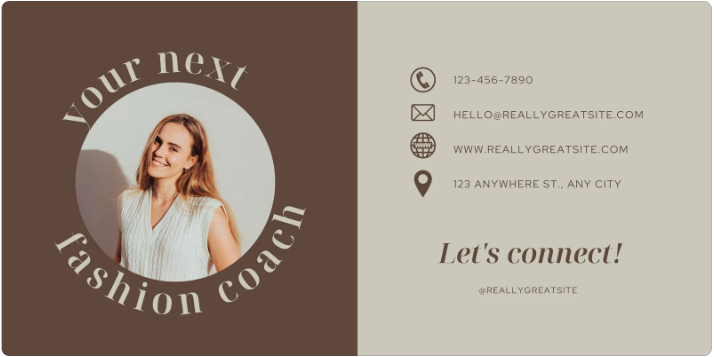 your next
fashion coach
123-456-7890
HELLO@REALLYGREATSITE.COM
WWW
WWW.REALLYGREATSITE.COM
123 ANYWHERE ST., ANY CITY
Let's connect!
@REALLYGREATSITE